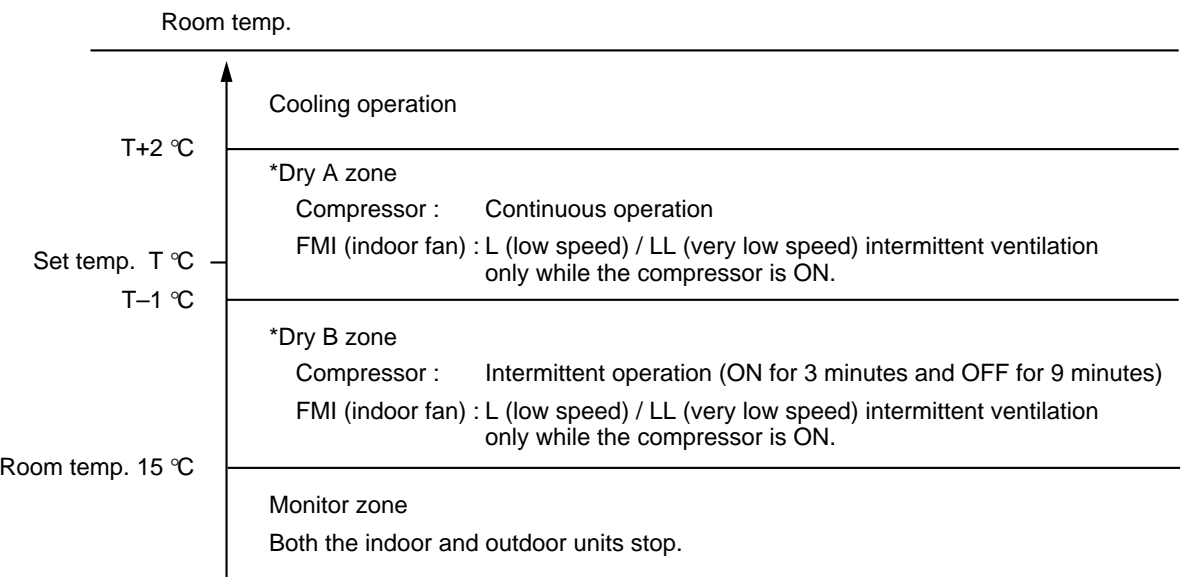 Room temp.
Cooling operation
T+2 °C
*Dry A zone
Compressor : Continuous operation
FMI (indoor fan) : L (low speed) / LL (very low speed) intermittent ventilation
only while the compressor is ON.
Set temp. T °C
T–1 °C
*Dry B zone
Compressor : Intermittent operation (ON for 3 minutes and OFF for 9 minutes)
FMI (indoor fan) : L (low speed) / LL (very low speed) intermittent ventilation
only while the compressor is ON.
Room temp. 15 °C
Monitor zone
Both the indoor and outdoor units stop.